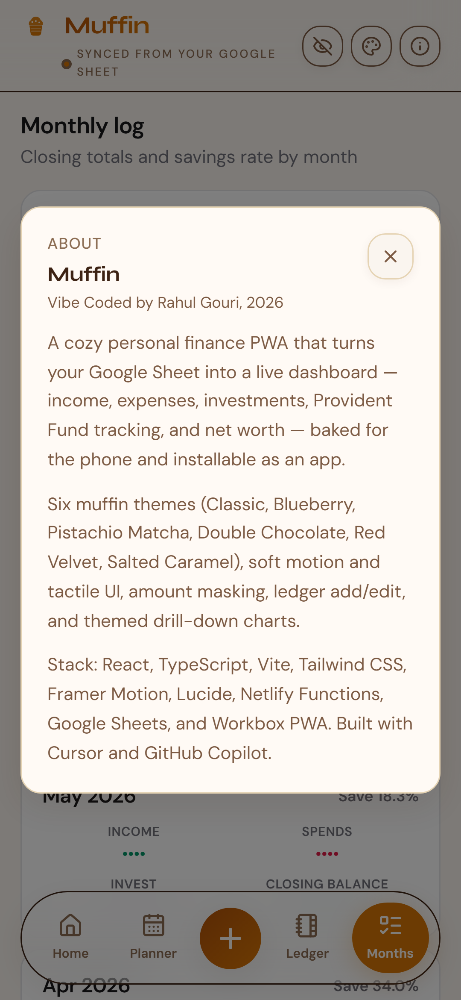 Muffin
SYNCED FROM YOUR GOOGLE
SHEET
Monthly log
Closing totals and savings rate by month
ABOUT
Muffin
Vibe Coded by Rahul Gouri, 2026
A cozy personal finance PWA that turns
your Google Sheet into a live dashboard —
income, expenses, investments, Provident
Fund tracking, and net worth — baked for
the phone and installable as an app.
Six muffin themes (Classic, Blueberry,
Pistachio Matcha, Double Chocolate, Red
Velvet, Salted Caramel), soft motion and
tactile UI, amount masking, ledger add/edit,
and themed drill-down charts.
Stack: React, TypeScript, Vite, Tailwind CSS,
Framer Motion, Lucide, Netlify Functions,
Google Sheets, and Workbox PWA. Built with
Cursor and GitHub Copilot.
May 2026 Save 18.3%
INCOME SPENDS
•••• ••••
INVEST CLOSING BALANCE
Home Planner Ledger Months
Apr 2026 Save 34.0%